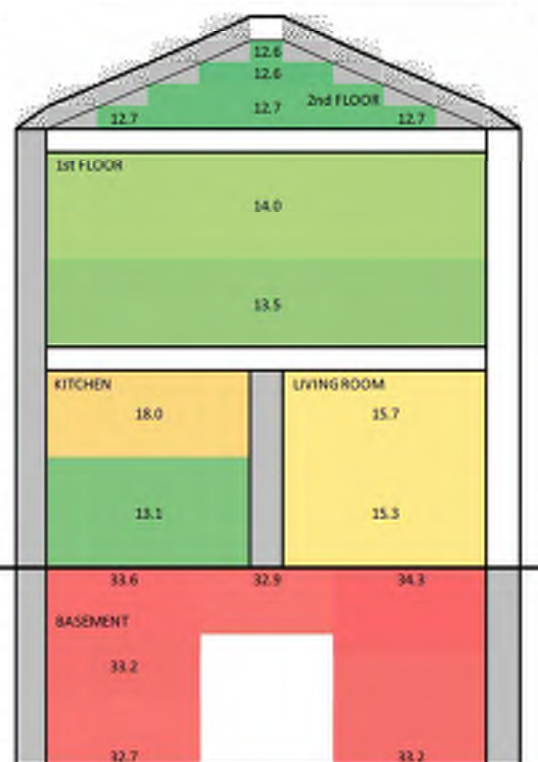 12.6
12.6
12.7 2nd FLOOR
12.7 12.7
1st FLOOR
14.0
13.5
KITCHEN LIVING ROOM
18.0 15.7
13.1 15.3
33.6 32.9 34.3
BASEMENT
33.2
32.7 33.2